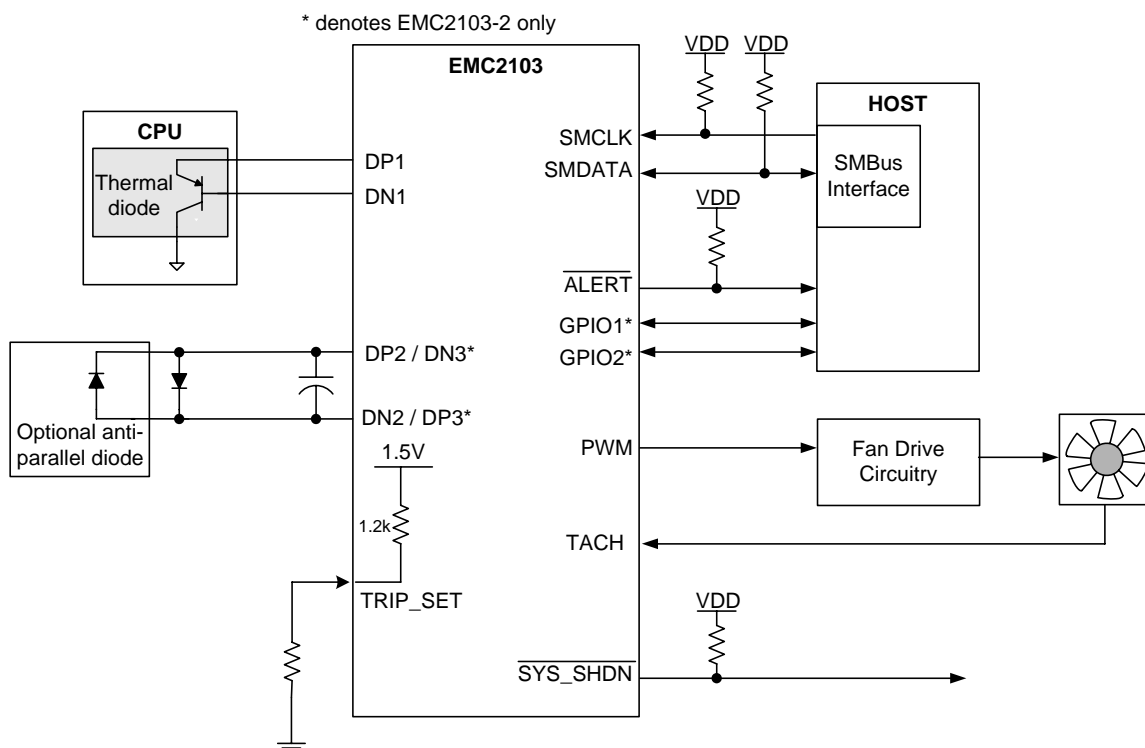 * denotes EMC2103-2 only
EMC2103
CPU
Thermal
diode
DP1
DN1
DP2 / DN3*
DN2 / DP3*
Optional anti-
parallel diode
1.5V
1.2k
TRIP_SET
VDD
VDD
SMCLK
SMDATA
VDD
ALERT
GPIO1*
GPIO2*
HOST
SMBus
Interface
PWM
Fan Drive
Circuitry
TACH
VDD
SYS_SHDN